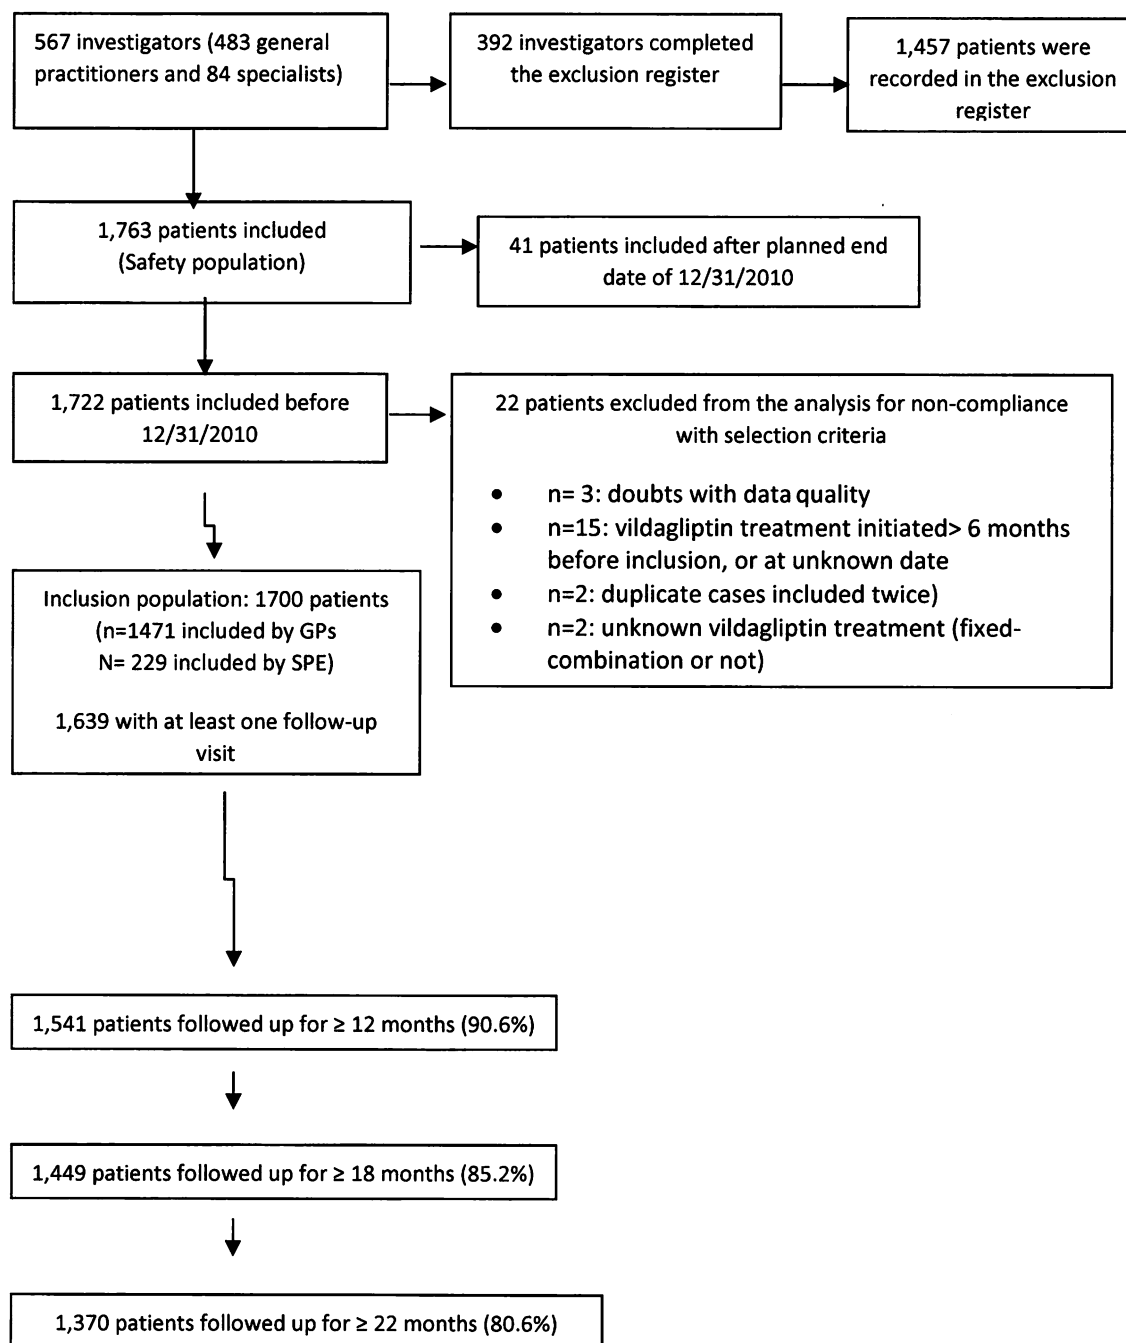 567 investigators (483 general
practitioners and 84 specialists)
392 investigators completed
the exclusion register
1,457 patients were
recorded in the exclusion
register
1,763 patients included
(Safety population)
41 patients included after planned end
date of 12/31/2010
1,722 patients included before
12/31/2010
22 patients excluded from the analysis for non-compliance
with selection criteria
• n= 3: doubts with data quality
• n=15: vildagliptin treatment initiated> 6 months
before inclusion, or at unknown date
• n=2: duplicate cases included twice)
• n=2: unknown vildagliptin treatment (fixed-
combination or not)
Inclusion population: 1700 patients
(n=1471 included by GPs
N= 229 included by SPE)
1,639 with at least one follow-up
visit
1,541 patients followed up for ≥ 12 months (90.6%)
1,449 patients followed up for ≥ 18 months (85.2%)
1,370 patients followed up for ≥ 22 months (80.6%)